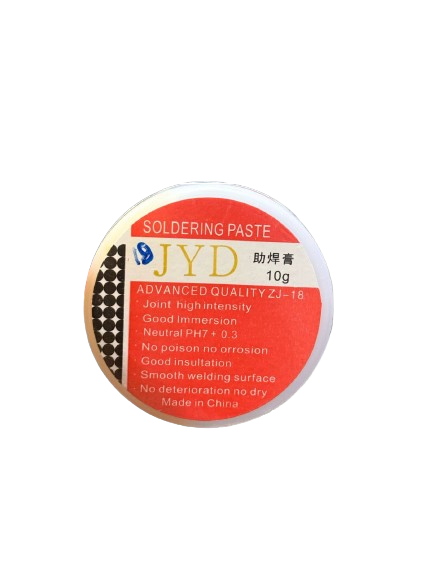 SOLDERING PASTE
JYD 助焊膏
10g
ADVANCED QUALITY ZJ-18
· Joint high intensity
Good Immersion
Neutral PH7 + 0.3
No poison no orrosion
Good insultation
· Smooth welding surface
No deterioration no dry
Made in China